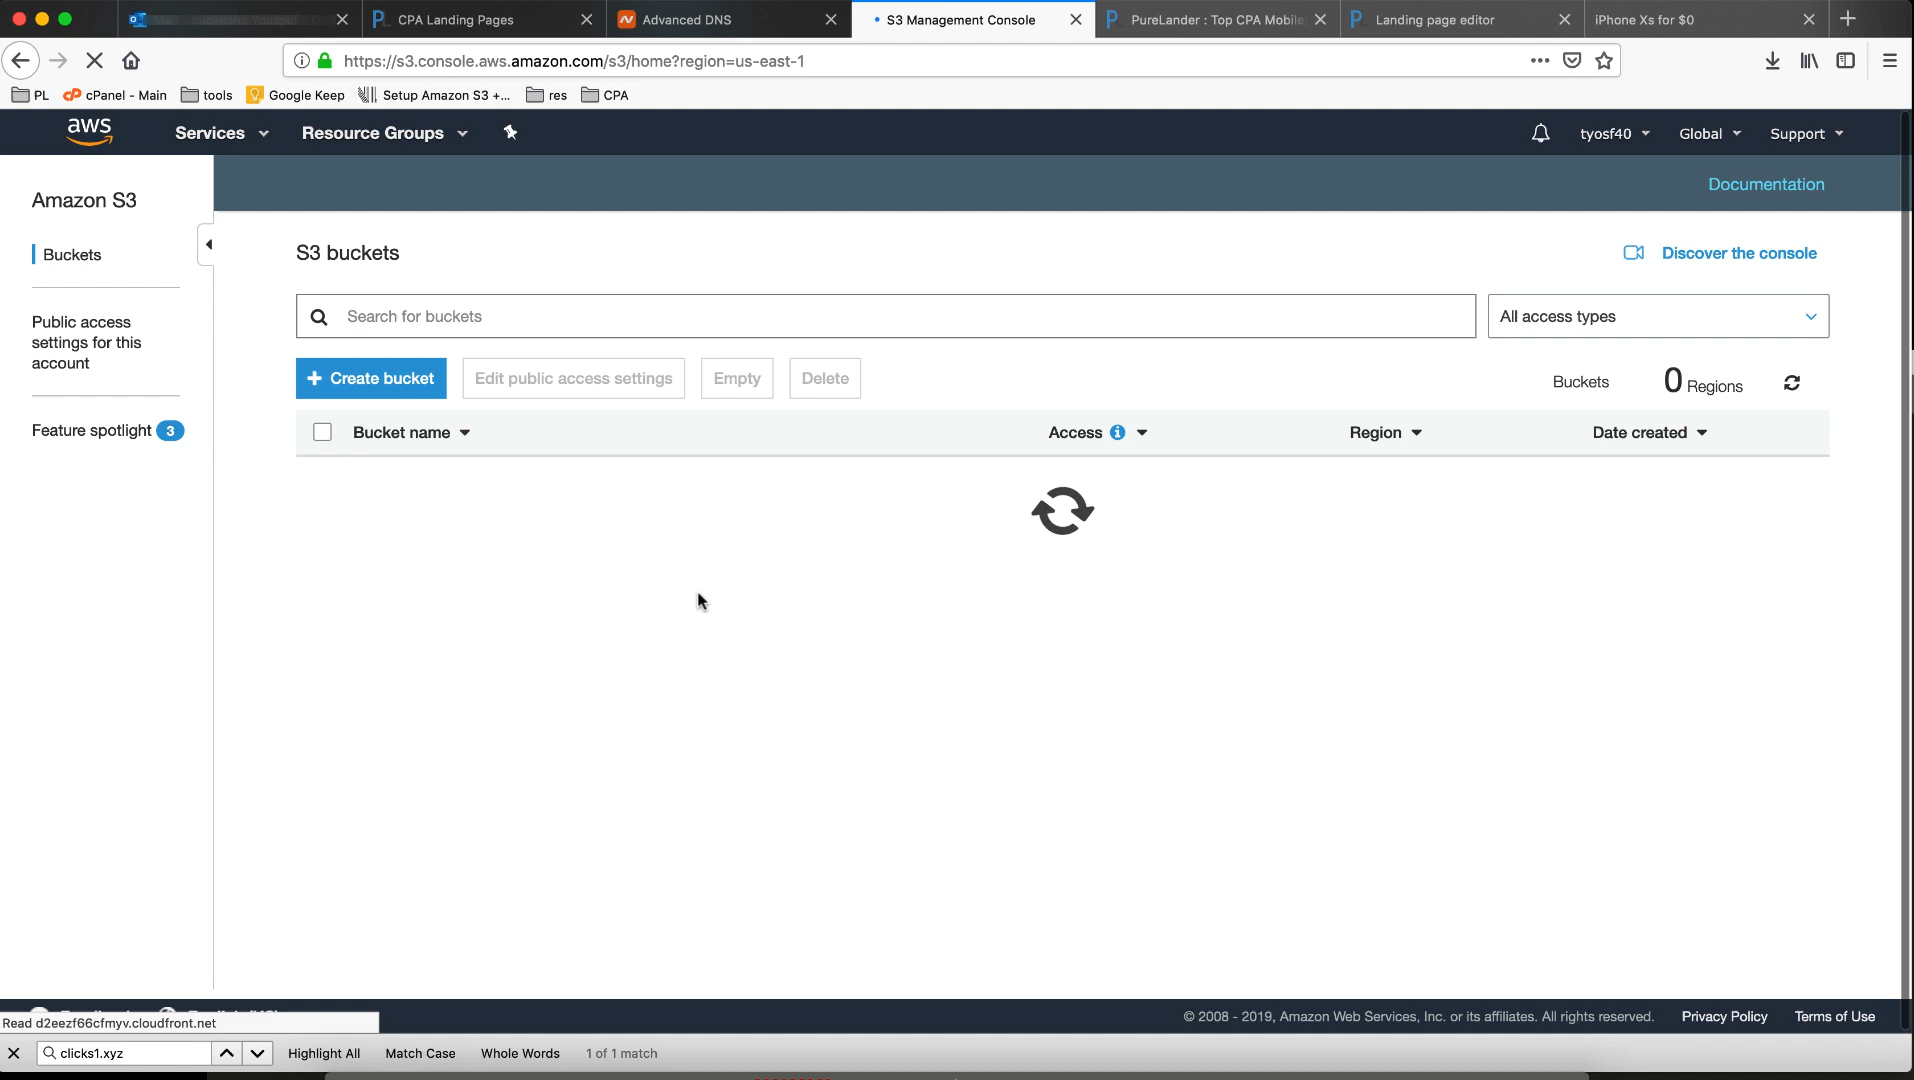 CPA Landing Pages
Advanced DNS
S3 Management Console
PureLander : Top CPA Mobile
Landing page editor
iPhone Xs for $0
https://s3.console.aws.amazon.com/s3/home?region=us-east-1
PL
cPanel - Main
tools
Google Keep
Setup Amazon S3 +...
res
CPA
aws
Services
Resource Groups
tyosf40
Global
Support
Documentation
Amazon S3
Buckets
Public access
settings for this
account
Feature spotlight 3
S3 buckets
Discover the console
Search for buckets
All access types
+ Create bucket
Edit public access settings
Empty
Delete
Buckets
0 Regions
Bucket name
Access
Region
Date created
© 2008 - 2019, Amazon Web Services, Inc. or its affiliates. All rights reserved.
Privacy Policy
Terms of Use
Read d2eezf66cfmyv.cloudfront.net
clicks1.xyz
Highlight All
Match Case
Whole Words
1 of 1 match